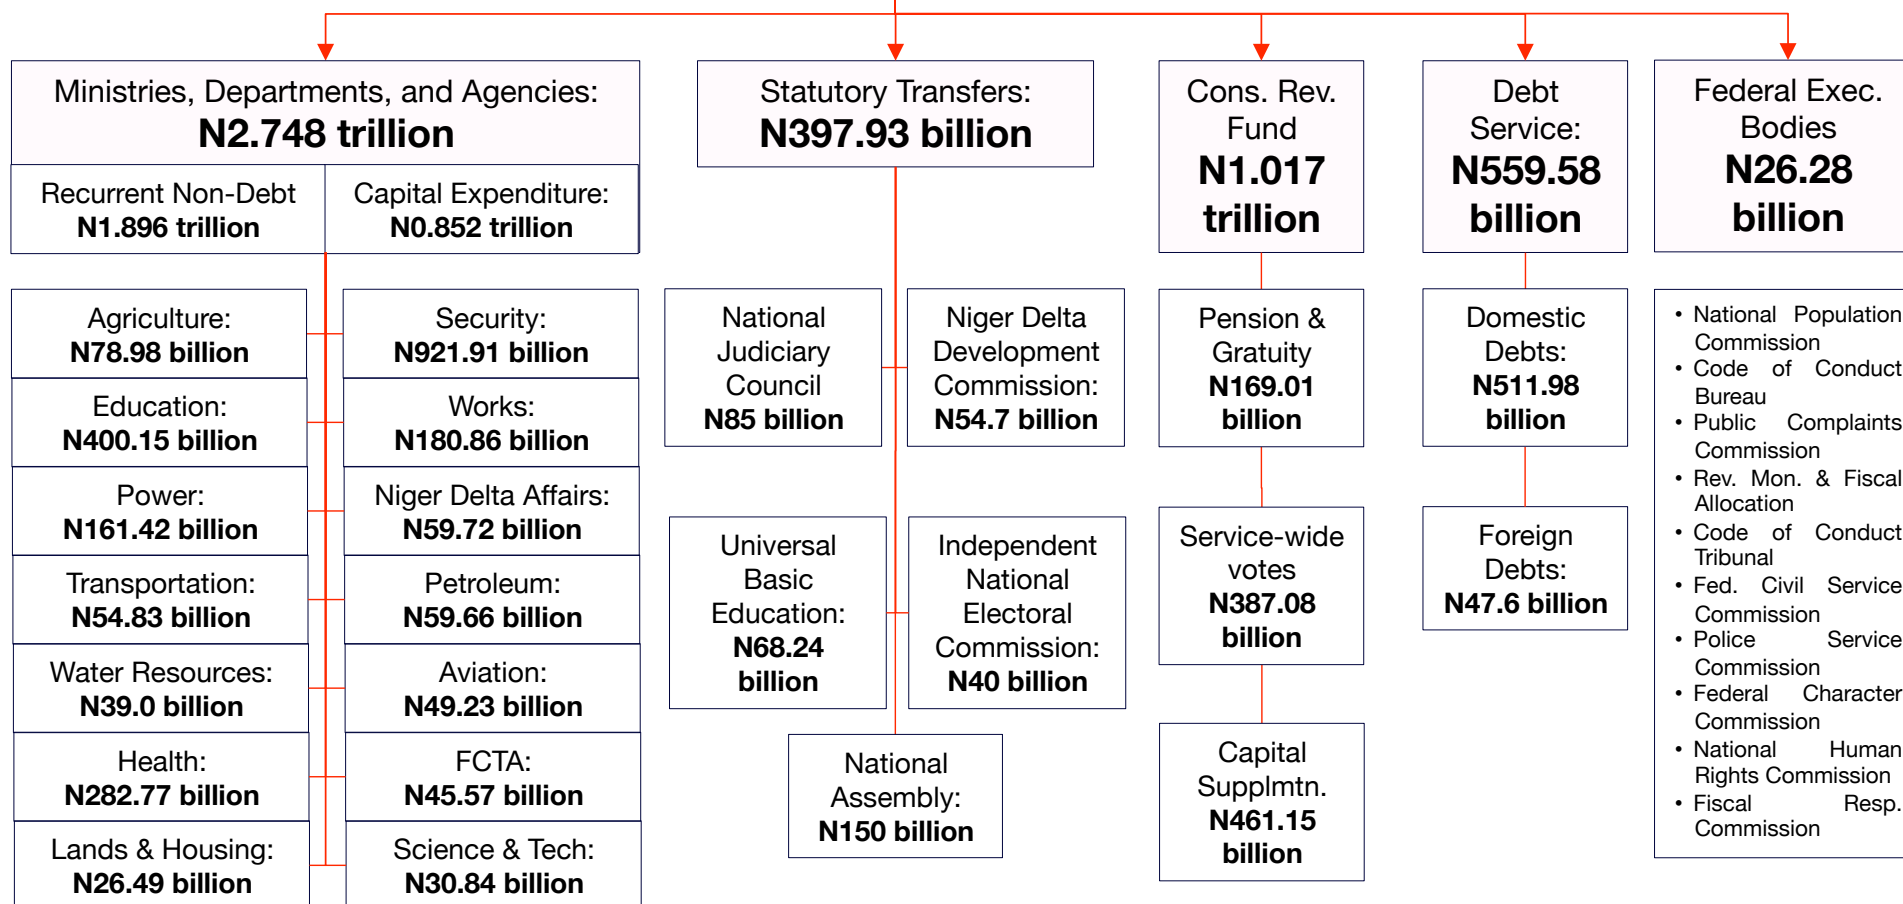 Ministries, Departments, and Agencies:
N2.748 trillion
Recurrent Non-Debt
N1.896 trillion
Capital Expenditure:
N0.852 trillion
Agriculture:
N78.98 billion
Security:
N921.91 billion
Education:
N400.15 billion
Works:
N180.86 billion
Power:
N161.42 billion
Niger Delta Affairs:
N59.72 billion
Transportation:
N54.83 billion
Petroleum:
N59.66 billion
Water Resources:
N39.0 billion
Aviation:
N49.23 billion
Health:
N282.77 billion
FCTA:
N45.57 billion
Lands & Housing:
N26.49 billion
Science & Tech:
N30.84 billion
Statutory Transfers:
N397.93 billion
National
Judiciary
Council
N85 billion
Niger Delta
Development
Commission:
N54.7 billion
Universal
Basic
Education:
N68.24
billion
Independent
National
Electoral
Commission:
N40 billion
National
Assembly:
N150 billion
Cons. Rev.
Fund
N1.017
trillion
Pension &
Gratuity
N169.01
billion
Service-wide
votes
N387.08
billion
Capital
Supplmtn.
N461.15
billion
Debt
Service:
N559.58
billion
Domestic
Debts:
N511.98
billion
Foreign
Debts:
N47.6 billion
Federal Exec.
Bodies
N26.28
billion
• National Population
Commission
• Code of Conduct
Bureau
• Public Complaints
Commission
• Rev. Mon. & Fiscal
Allocation
• Code of Conduct
Tribunal
• Fed. Civil Service
Commission
• Police Service
Commission
• Federal Character
Commission
• National Human
Rights Commission
• Fiscal Resp.
Commission